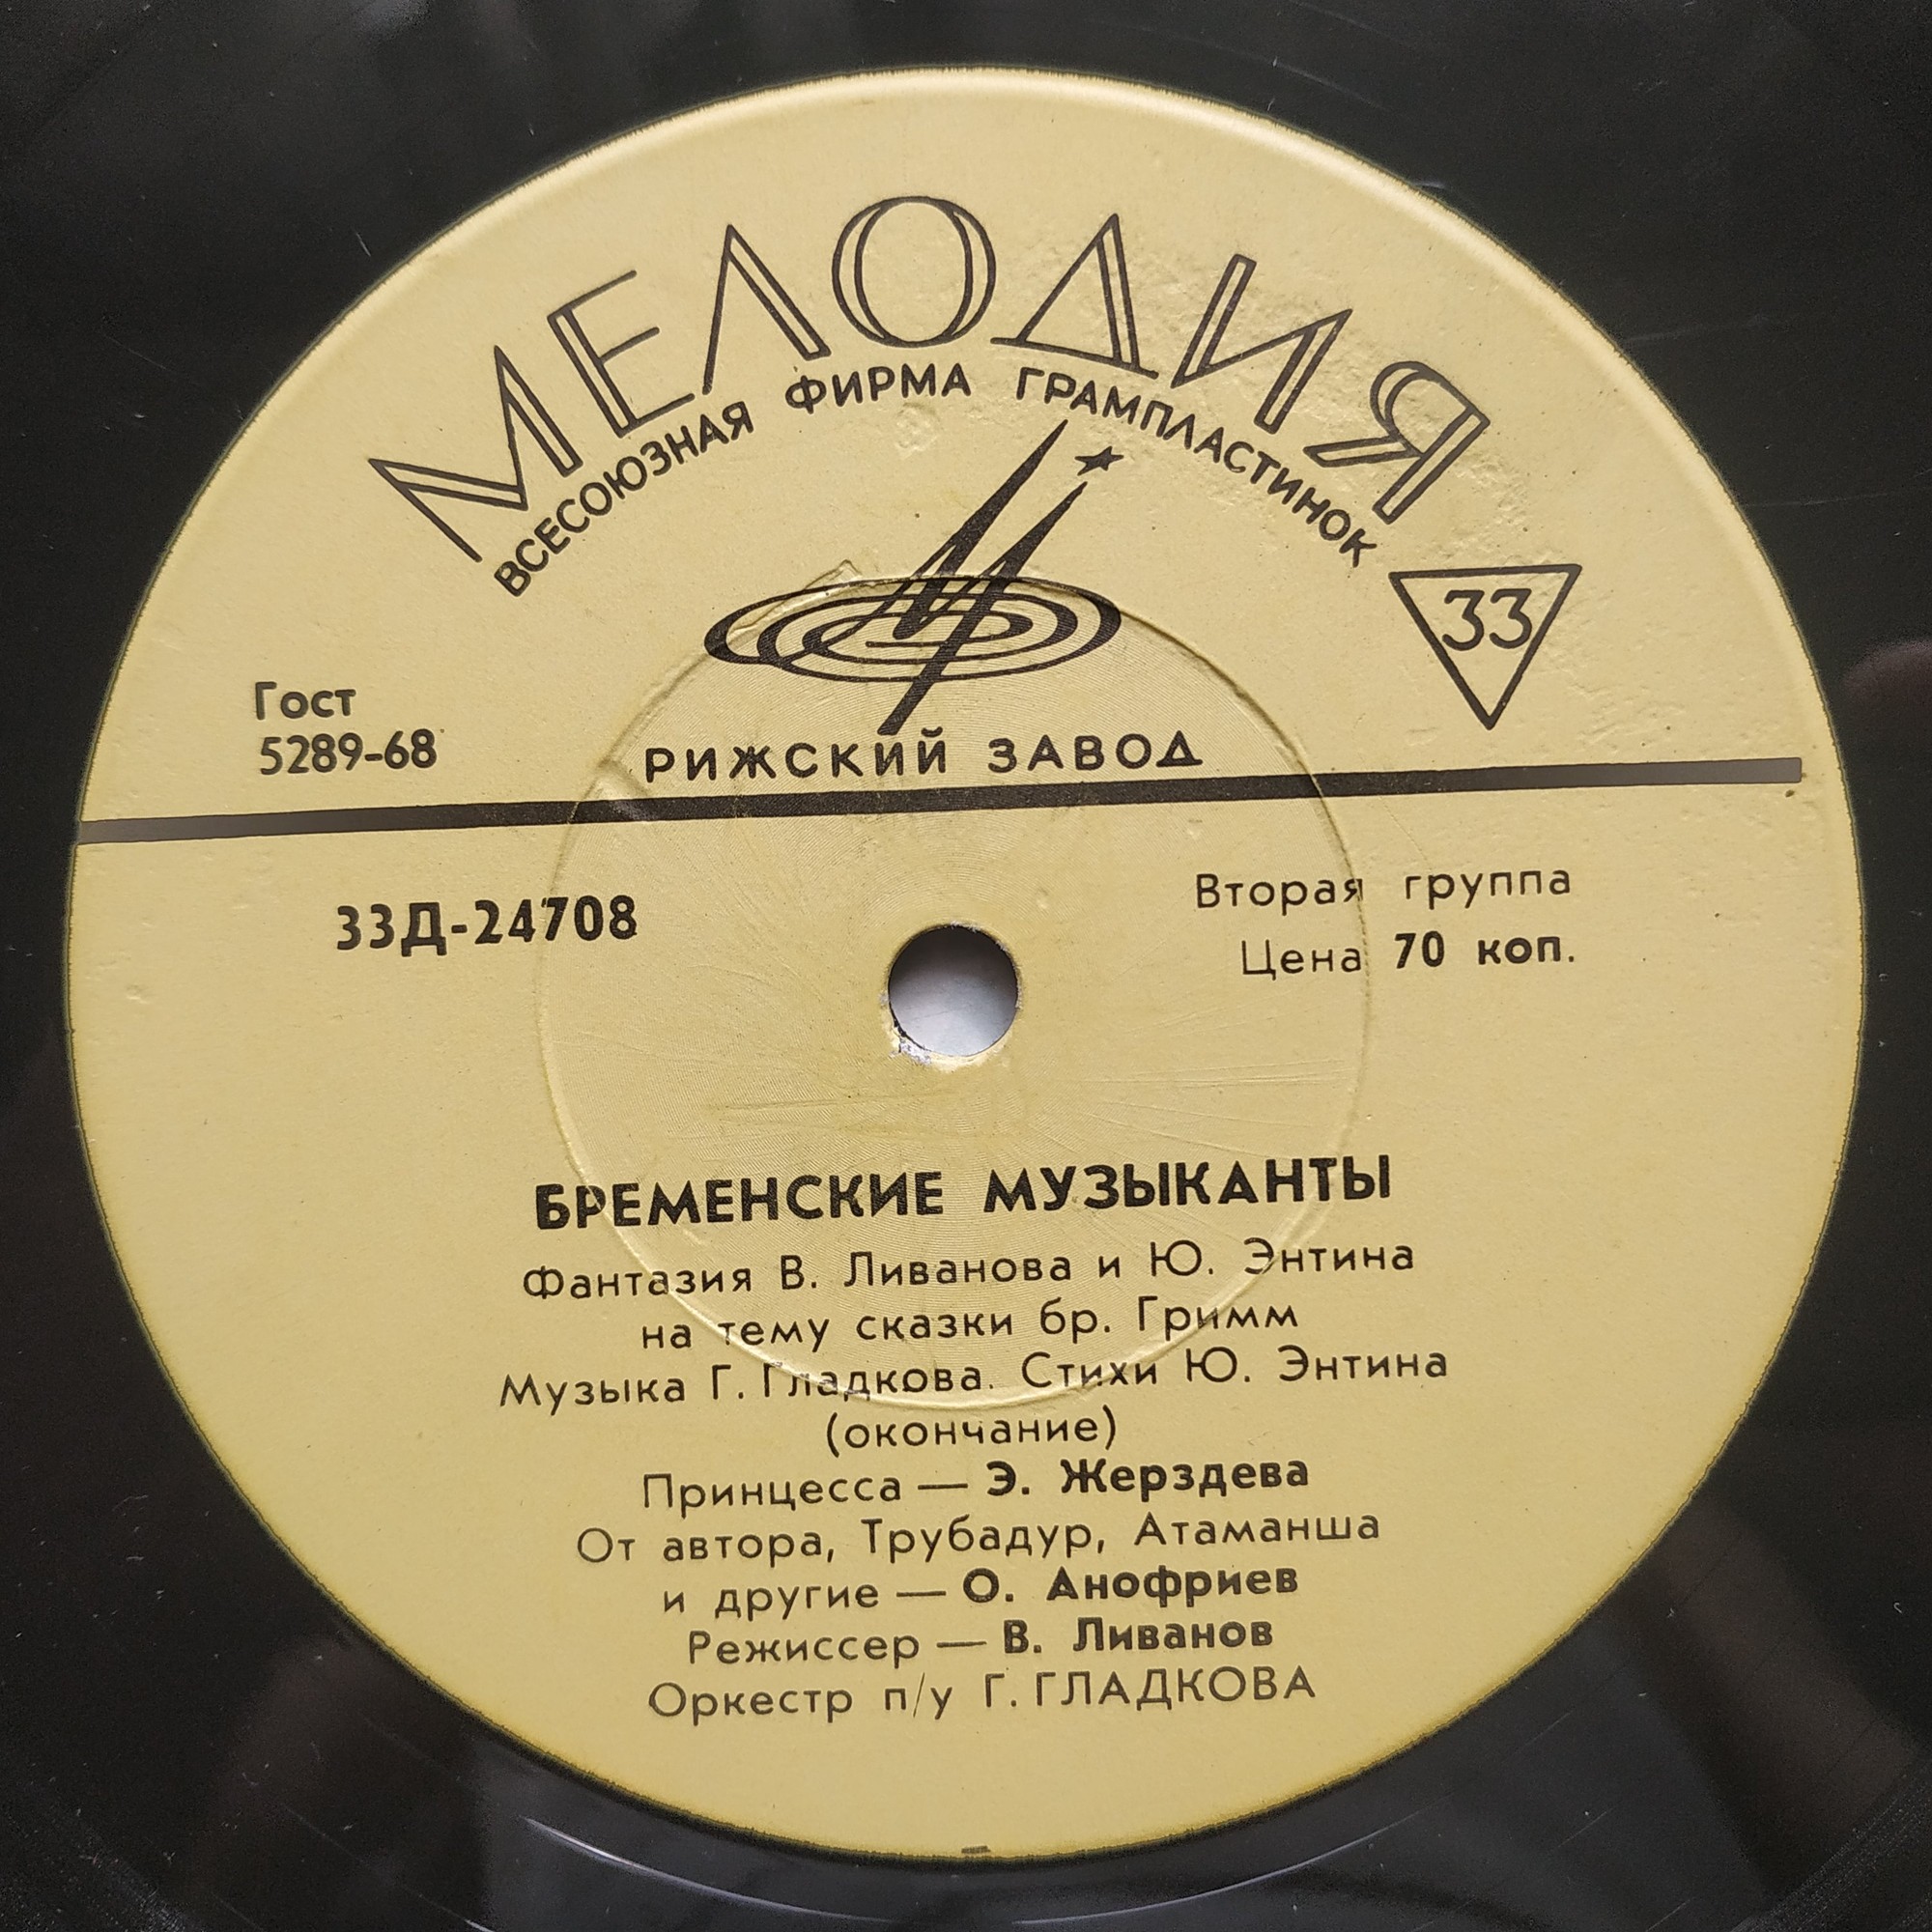 МЕЛОДИЯ
ВСЕСОЮЗНАЯ ФИРМА ГРАМПЛАСТИНОК
33
Гост
5289-68
РИЖСКИЙ ЗАВОД
33Д-24708
Вторая группа
Цена 70 коп.
БРЕМЕНСКИЕ МУЗЫКАНТЫ
Фантазия В. Ливанова и Ю. Энтина
на тему сказки бр. Гримм
Музыка Г. Гладкова. Стихи Ю. Энтина
(окончание)
Принцесса — Э. Жерздева
От автора, Трубадур, Атаманша
и другие — О. Анофриев
Режиссер — В. Ливанов
Оркестр п/у Г. ГЛАДКОВА